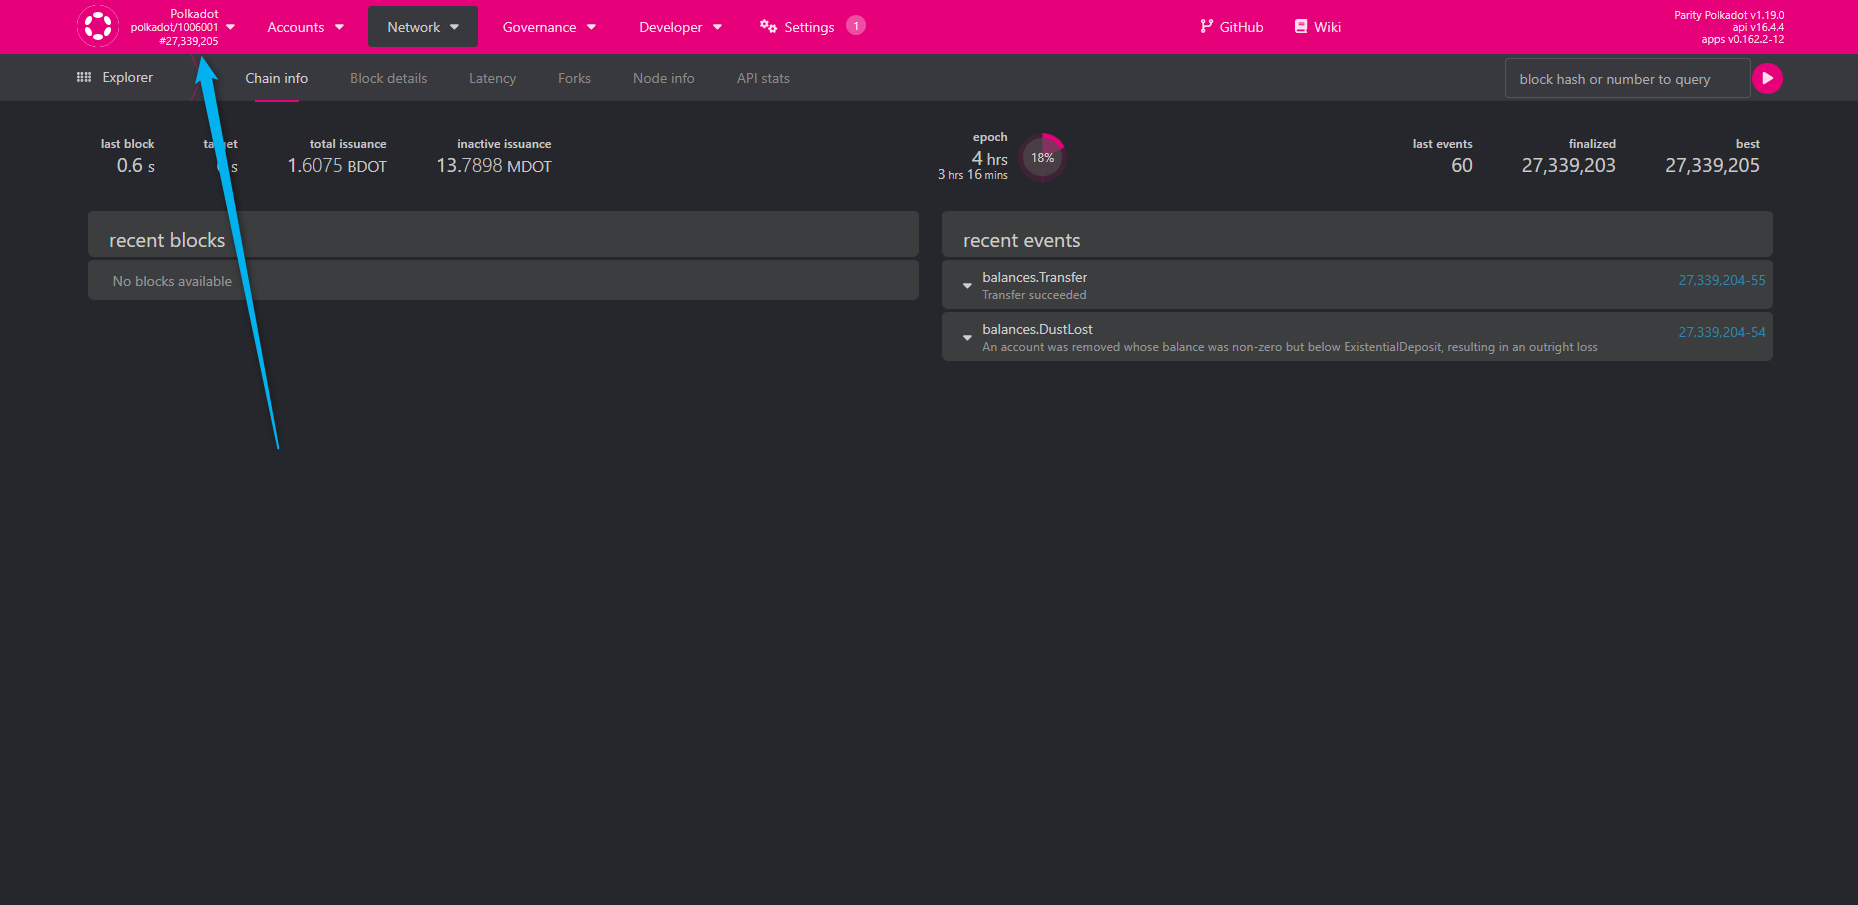 Polkadot
polkadot/1006001
#27,339,205
Accounts
Network
Governance
Developer
Settings
1
GitHub
Wiki
Parity Polkadot v1.19.0
api v16.4.4
apps v0.162.2-12
Explorer
Chain info
Block details
Latency
Forks
Node info
API stats
block hash or number to query
last block
0.6 s
total issuance
1.6075 BDOT
inactive issuance
13.7898 MDOT
epoch
4 hrs
3 hrs 16 mins
18%
last events
60
finalized
27,339,203
best
27,339,205
recent blocks
No blocks available
recent events
balances.Transfer
Transfer succeeded
27,339,204-55
balances.DustLost
An account was removed whose balance was non-zero but below ExistentialDeposit, resulting in an outright loss
27,339,204-54